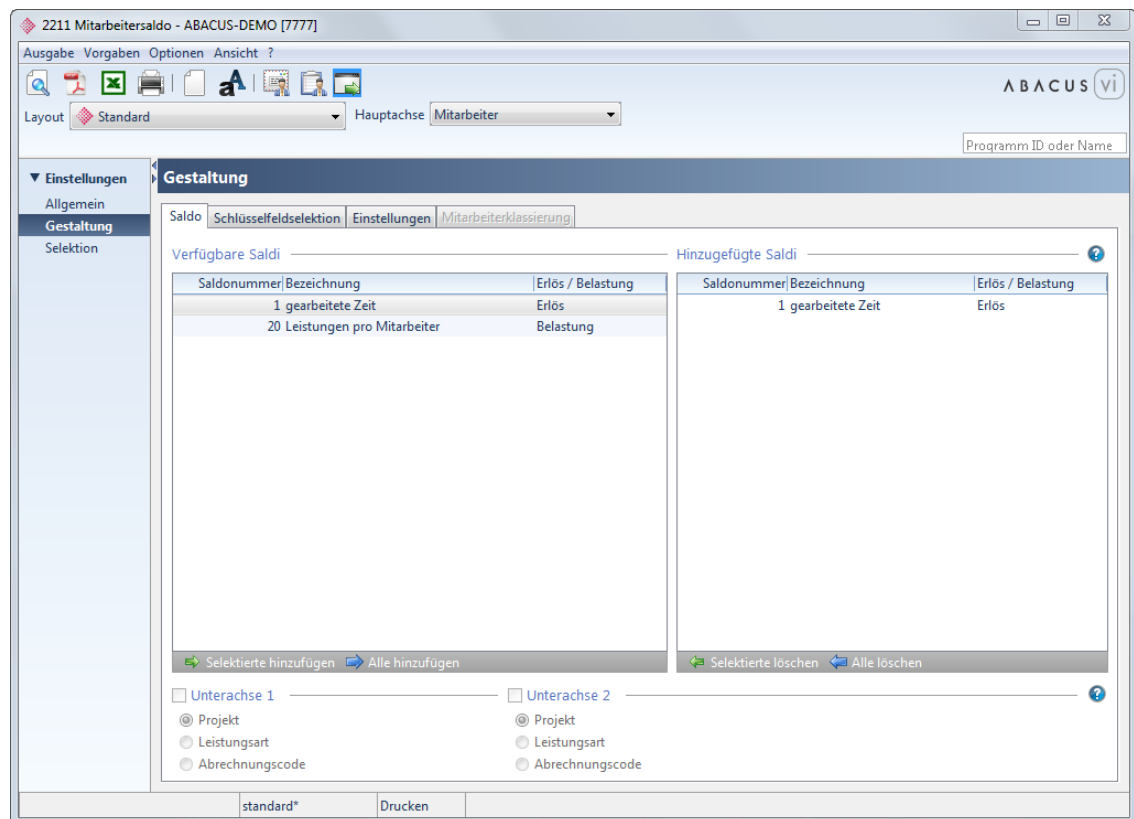 2211 Mitarbeitersaldo - ABACUS-DEMO [7777]
Ausgabe Vorgaben Optionen Ansicht ?
ABACUS vi
Layout Standard Hauptachse Mitarbeiter
Programm ID oder Name
Einstellungen
Allgemein
Gestaltung
Selektion
Gestaltung
Saldo Schlüsselfeldselektion Einstellungen Mitarbeiterklassierung
Verfügbare Saldi
Saldonummer Bezeichnung Erlös / Belastung
1 gearbeitete Zeit Erlös
20 Leistungen pro Mitarbeiter Belastung
Selektierte hinzufügen Alle hinzufügen
Hinzugefügte Saldi
Saldonummer Bezeichnung Erlös / Belastung
1 gearbeitete Zeit Erlös
Selektierte löschen Alle löschen
Unterachse 1
Projekt
Leistungsart
Abrechnungscode
Unterachse 2
Projekt
Leistungsart
Abrechnungscode
standard* Drucken